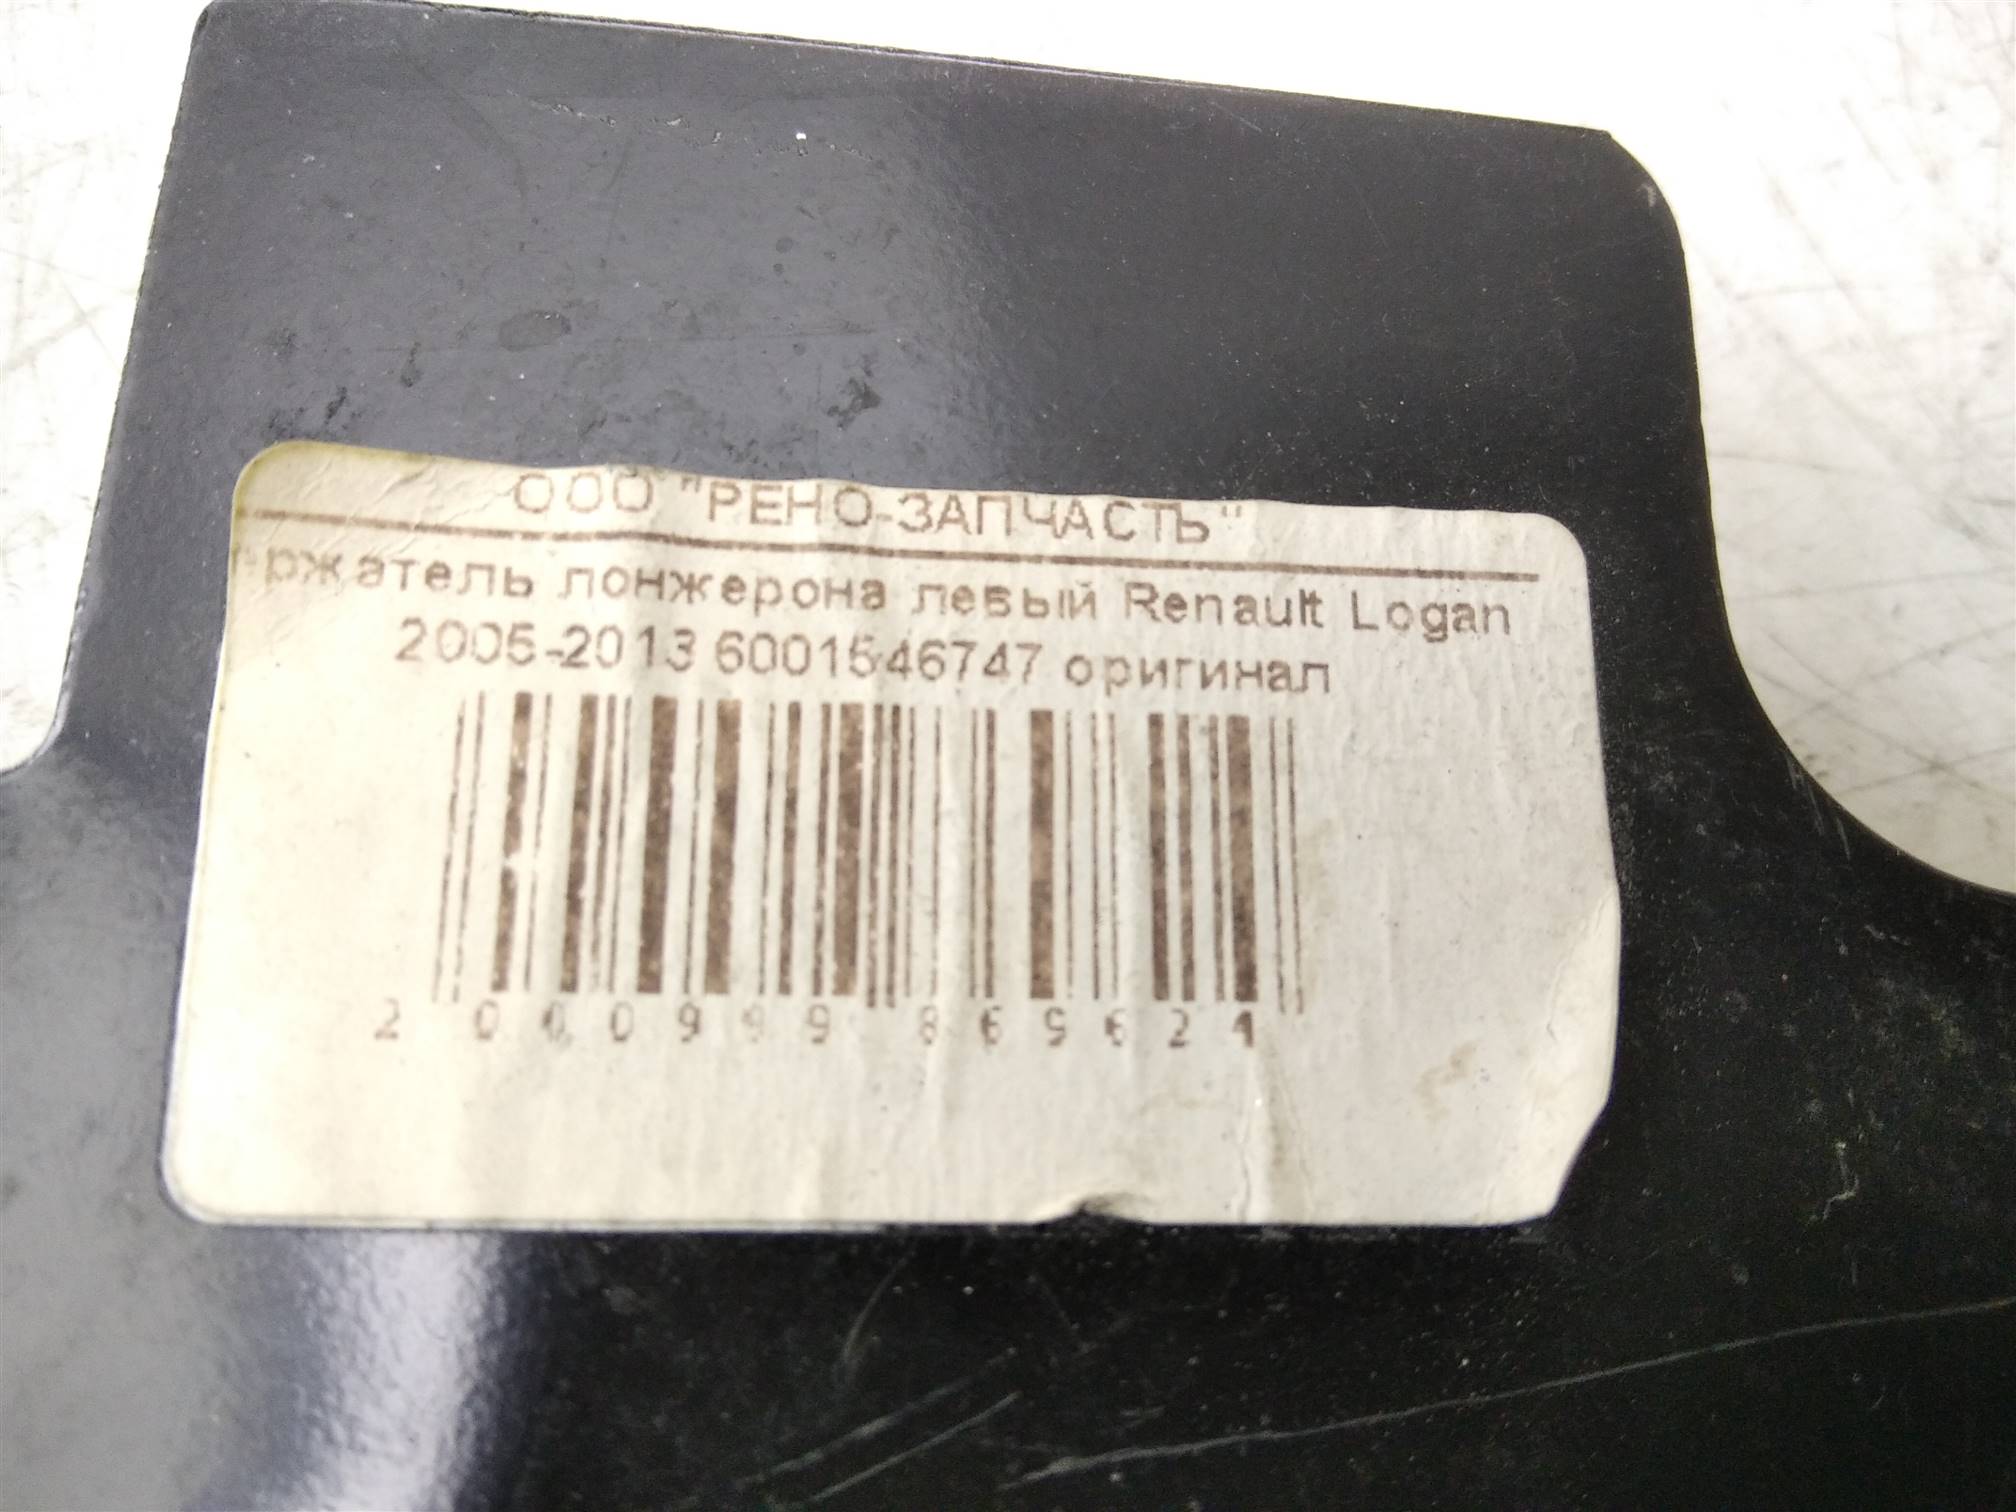 ООО "РЕНО-ЗАПЧАСТЬ"
ржатель лонжерона левый Renault Logan
2005-2013 6001546747 оригинал
2 000999 869624